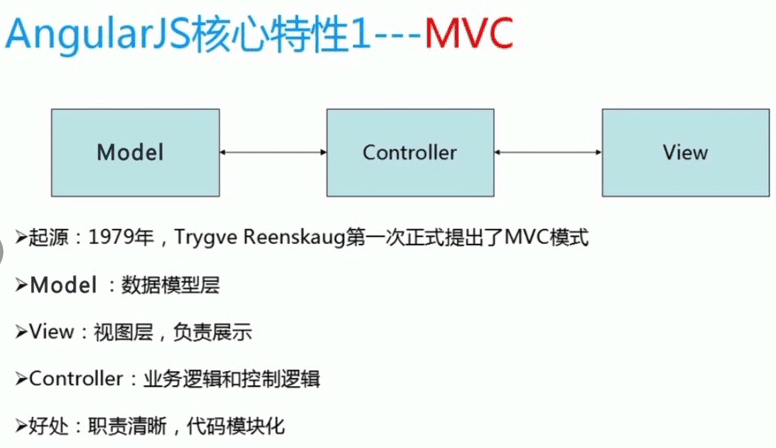 AngularJS核心特性1---MVC
Model
Controller
View
➢起源：1979年，Trygve Reenskaug第一次正式提出了MVC模式
➢Model ：数据模型层
➢View：视图层，负责展示
➢Controller：业务逻辑和控制逻辑
➢好处：职责清晰，代码模块化